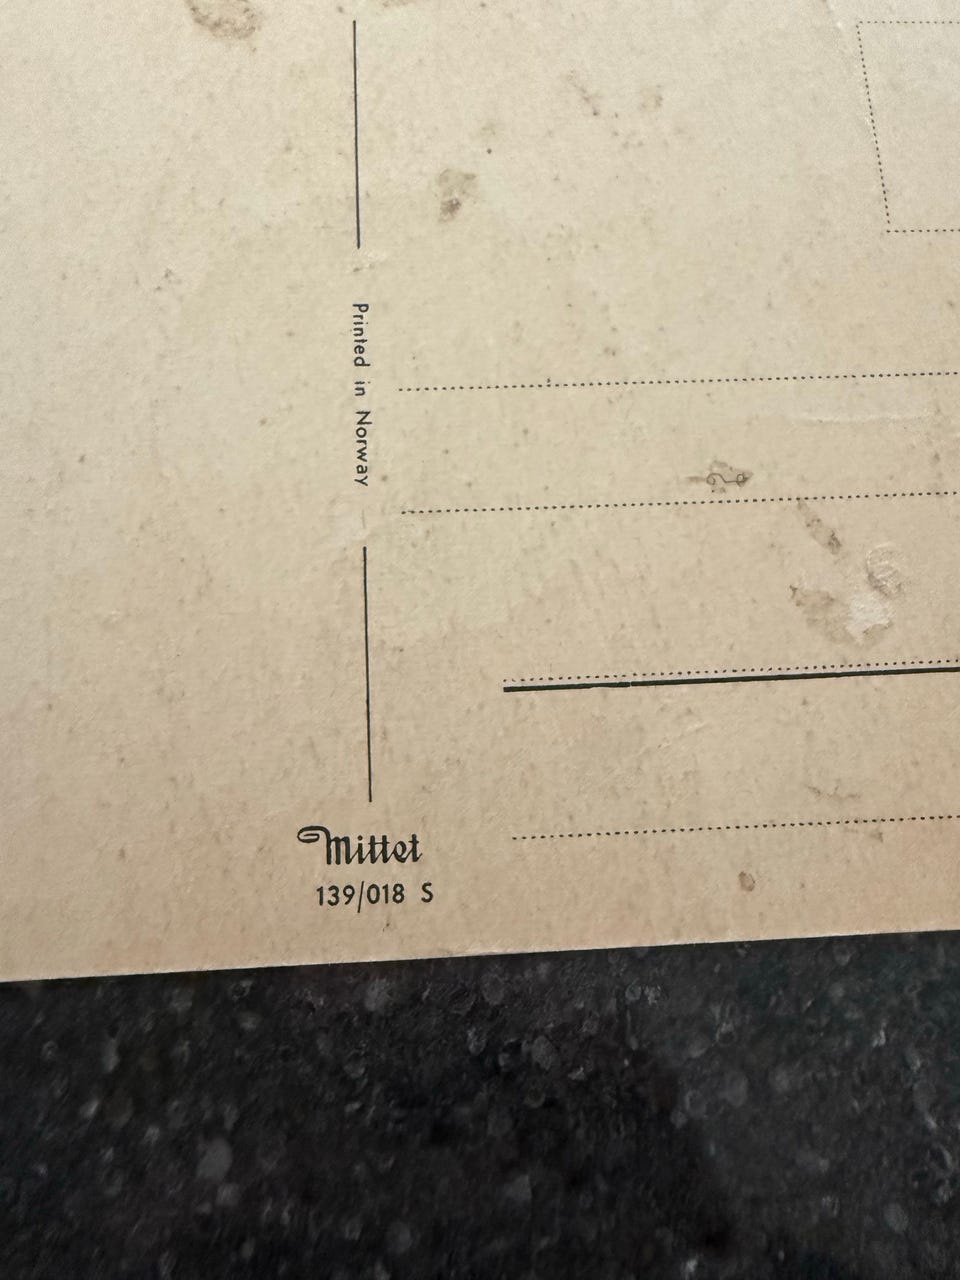 Printed in Norway
Mittet
139/018 S